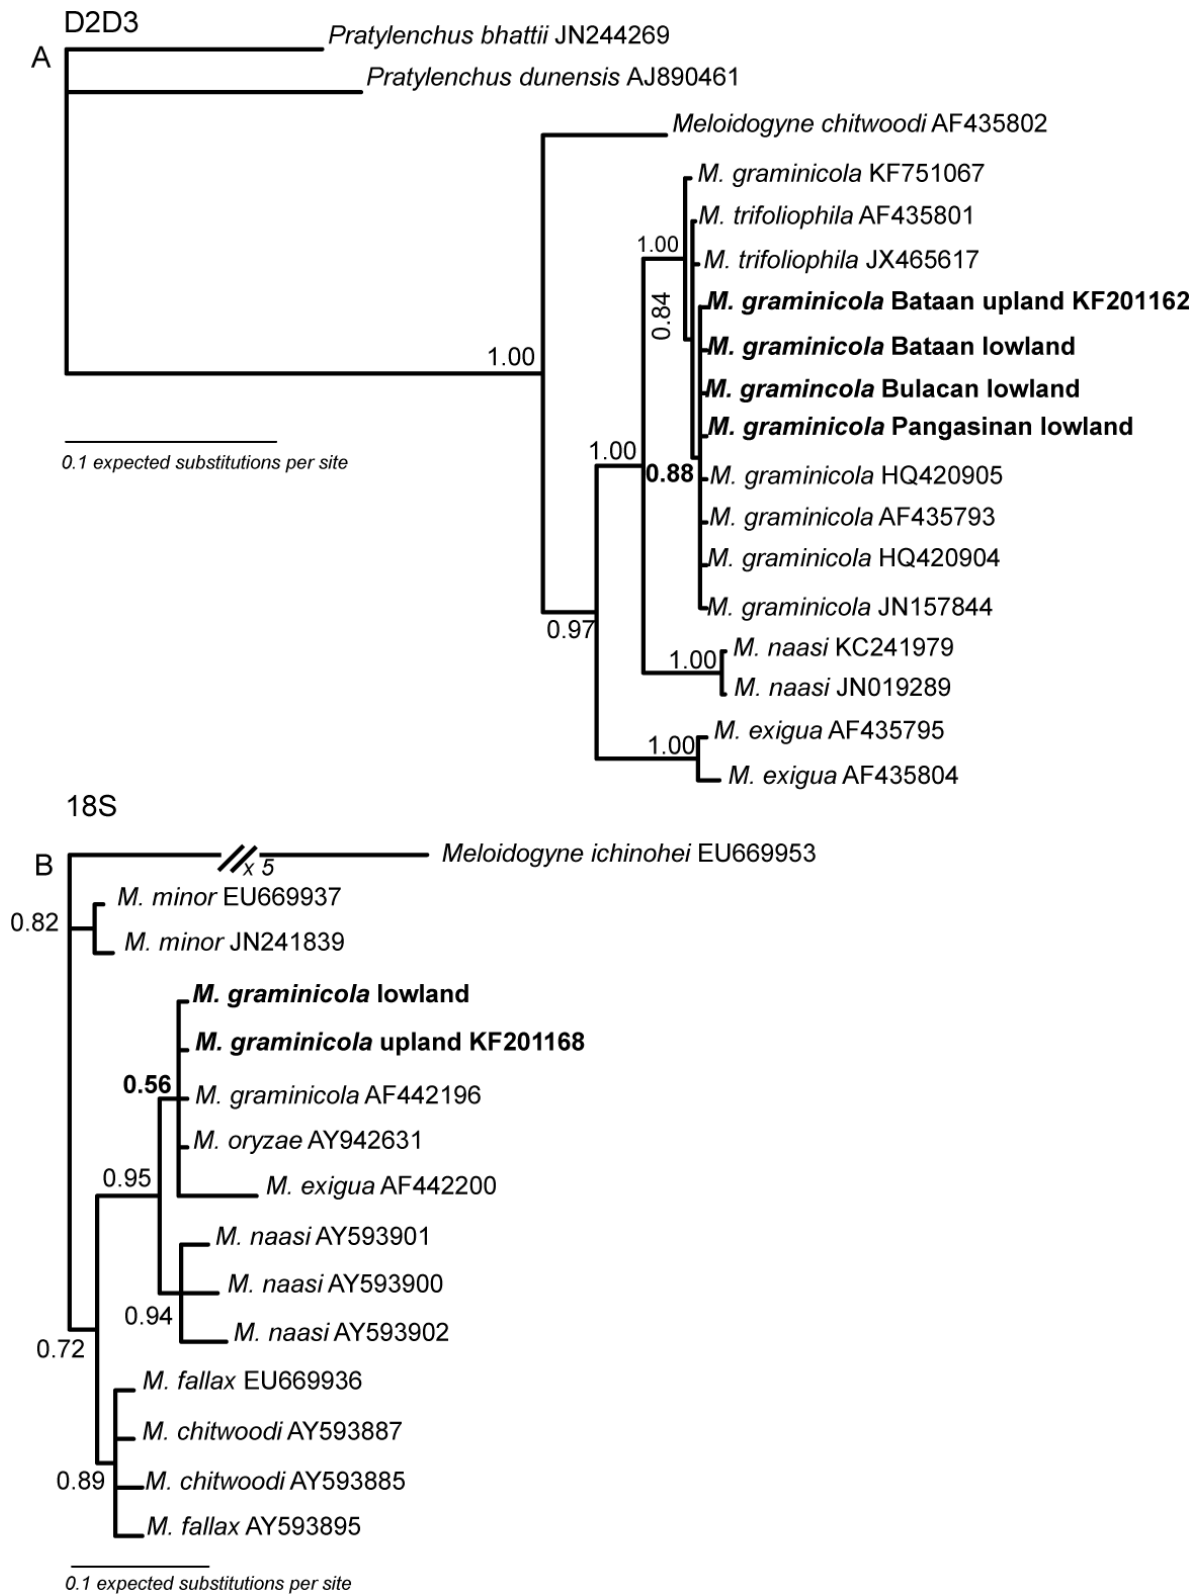 D2D3
A
Pratylenchus bhattii JN244269
Pratylenchus dunensis AJ890461
Meloidogyne chitwoodi AF435802
M. graminicola KF751067
M. trifoliophila AF435801
1.00
M. trifoliophila JX465617
0.84
M. graminicola Bataan upland KF201162
M. graminicola Bataan lowland
1.00
M. gramincola Bulacan lowland
M. graminicola Pangasinan lowland
0.1 expected substitutions per site
1.00
0.88
M. graminicola HQ420905
M. graminicola AF435793
M. graminicola HQ420904
M. graminicola JN157844
0.97
M. naasi KC241979
1.00
M. naasi JN019289
M. exigua AF435795
1.00
M. exigua AF435804
18S
B
Meloidogyne ichinohei EU669953
x 5
M. minor EU669937
0.82
M. minor JN241839
M. graminicola lowland
M. graminicola upland KF201168
0.56
M. graminicola AF442196
M. oryzae AY942631
0.95
M. exigua AF442200
M. naasi AY593901
M. naasi AY593900
0.94
M. naasi AY593902
0.72
M. fallax EU669936
M. chitwoodi AY593887
0.89
M. chitwoodi AY593885
M. fallax AY593895
0.1 expected substitutions per site